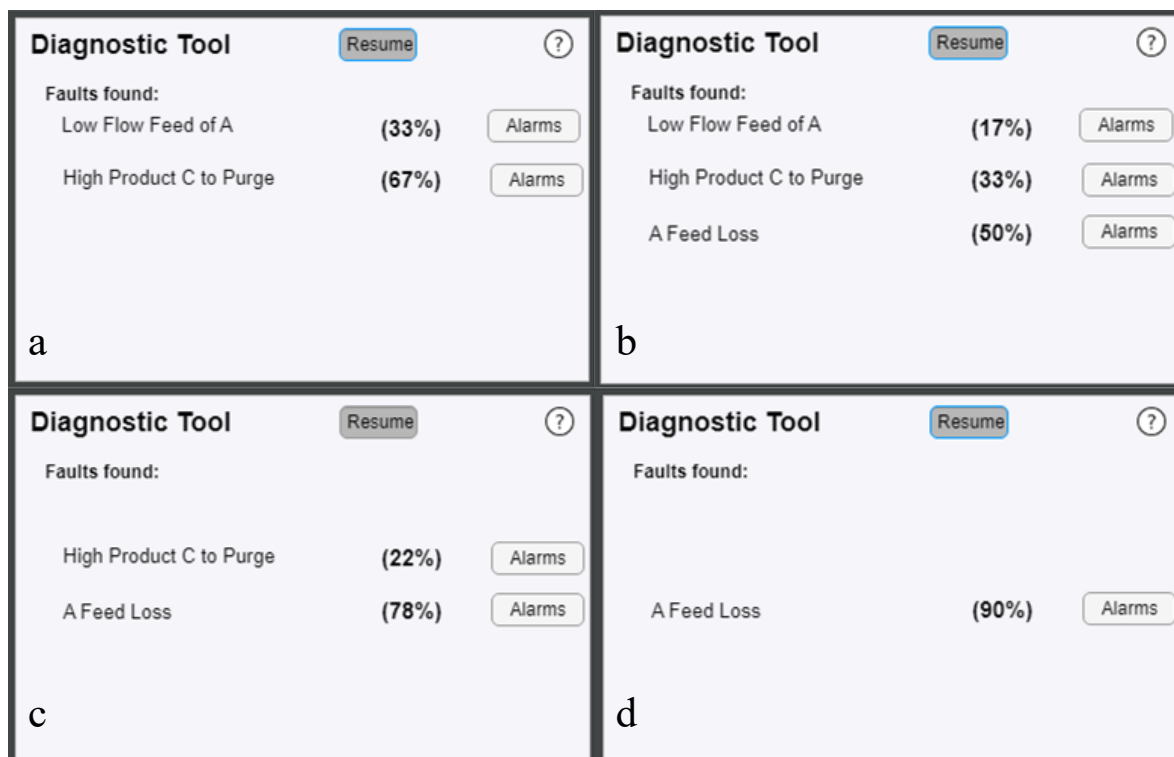 Diagnostic Tool Resume ?
Faults found:
Low Flow Feed of A (33%) Alarms
High Product C to Purge (67%) Alarms
a
Diagnostic Tool Resume ?
Faults found:
Low Flow Feed of A (17%) Alarms
High Product C to Purge (33%) Alarms
A Feed Loss (50%) Alarms
b
Diagnostic Tool Resume ?
Faults found:
High Product C to Purge (22%) Alarms
A Feed Loss (78%) Alarms
c
Diagnostic Tool Resume ?
Faults found:
A Feed Loss (90%) Alarms
d